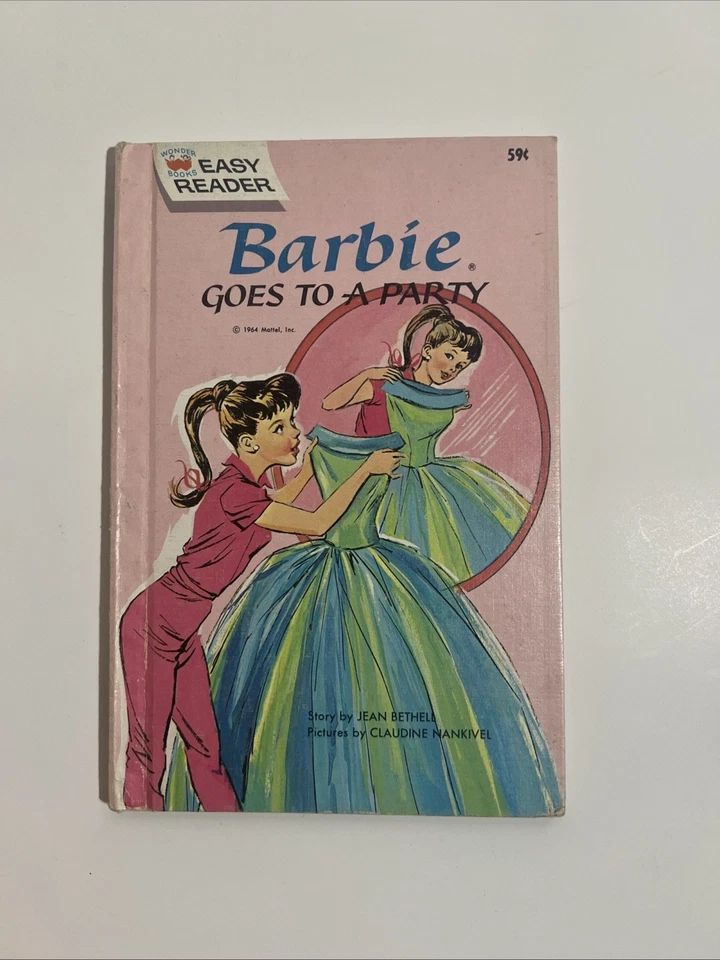 WONDER
BOOKS
EASY
READER
59¢
Barbie®
GOES TO A PARTY
© 1964 Mattel, Inc.
Story by JEAN BETHELL
Pictures by CLAUDINE NANKIVEL